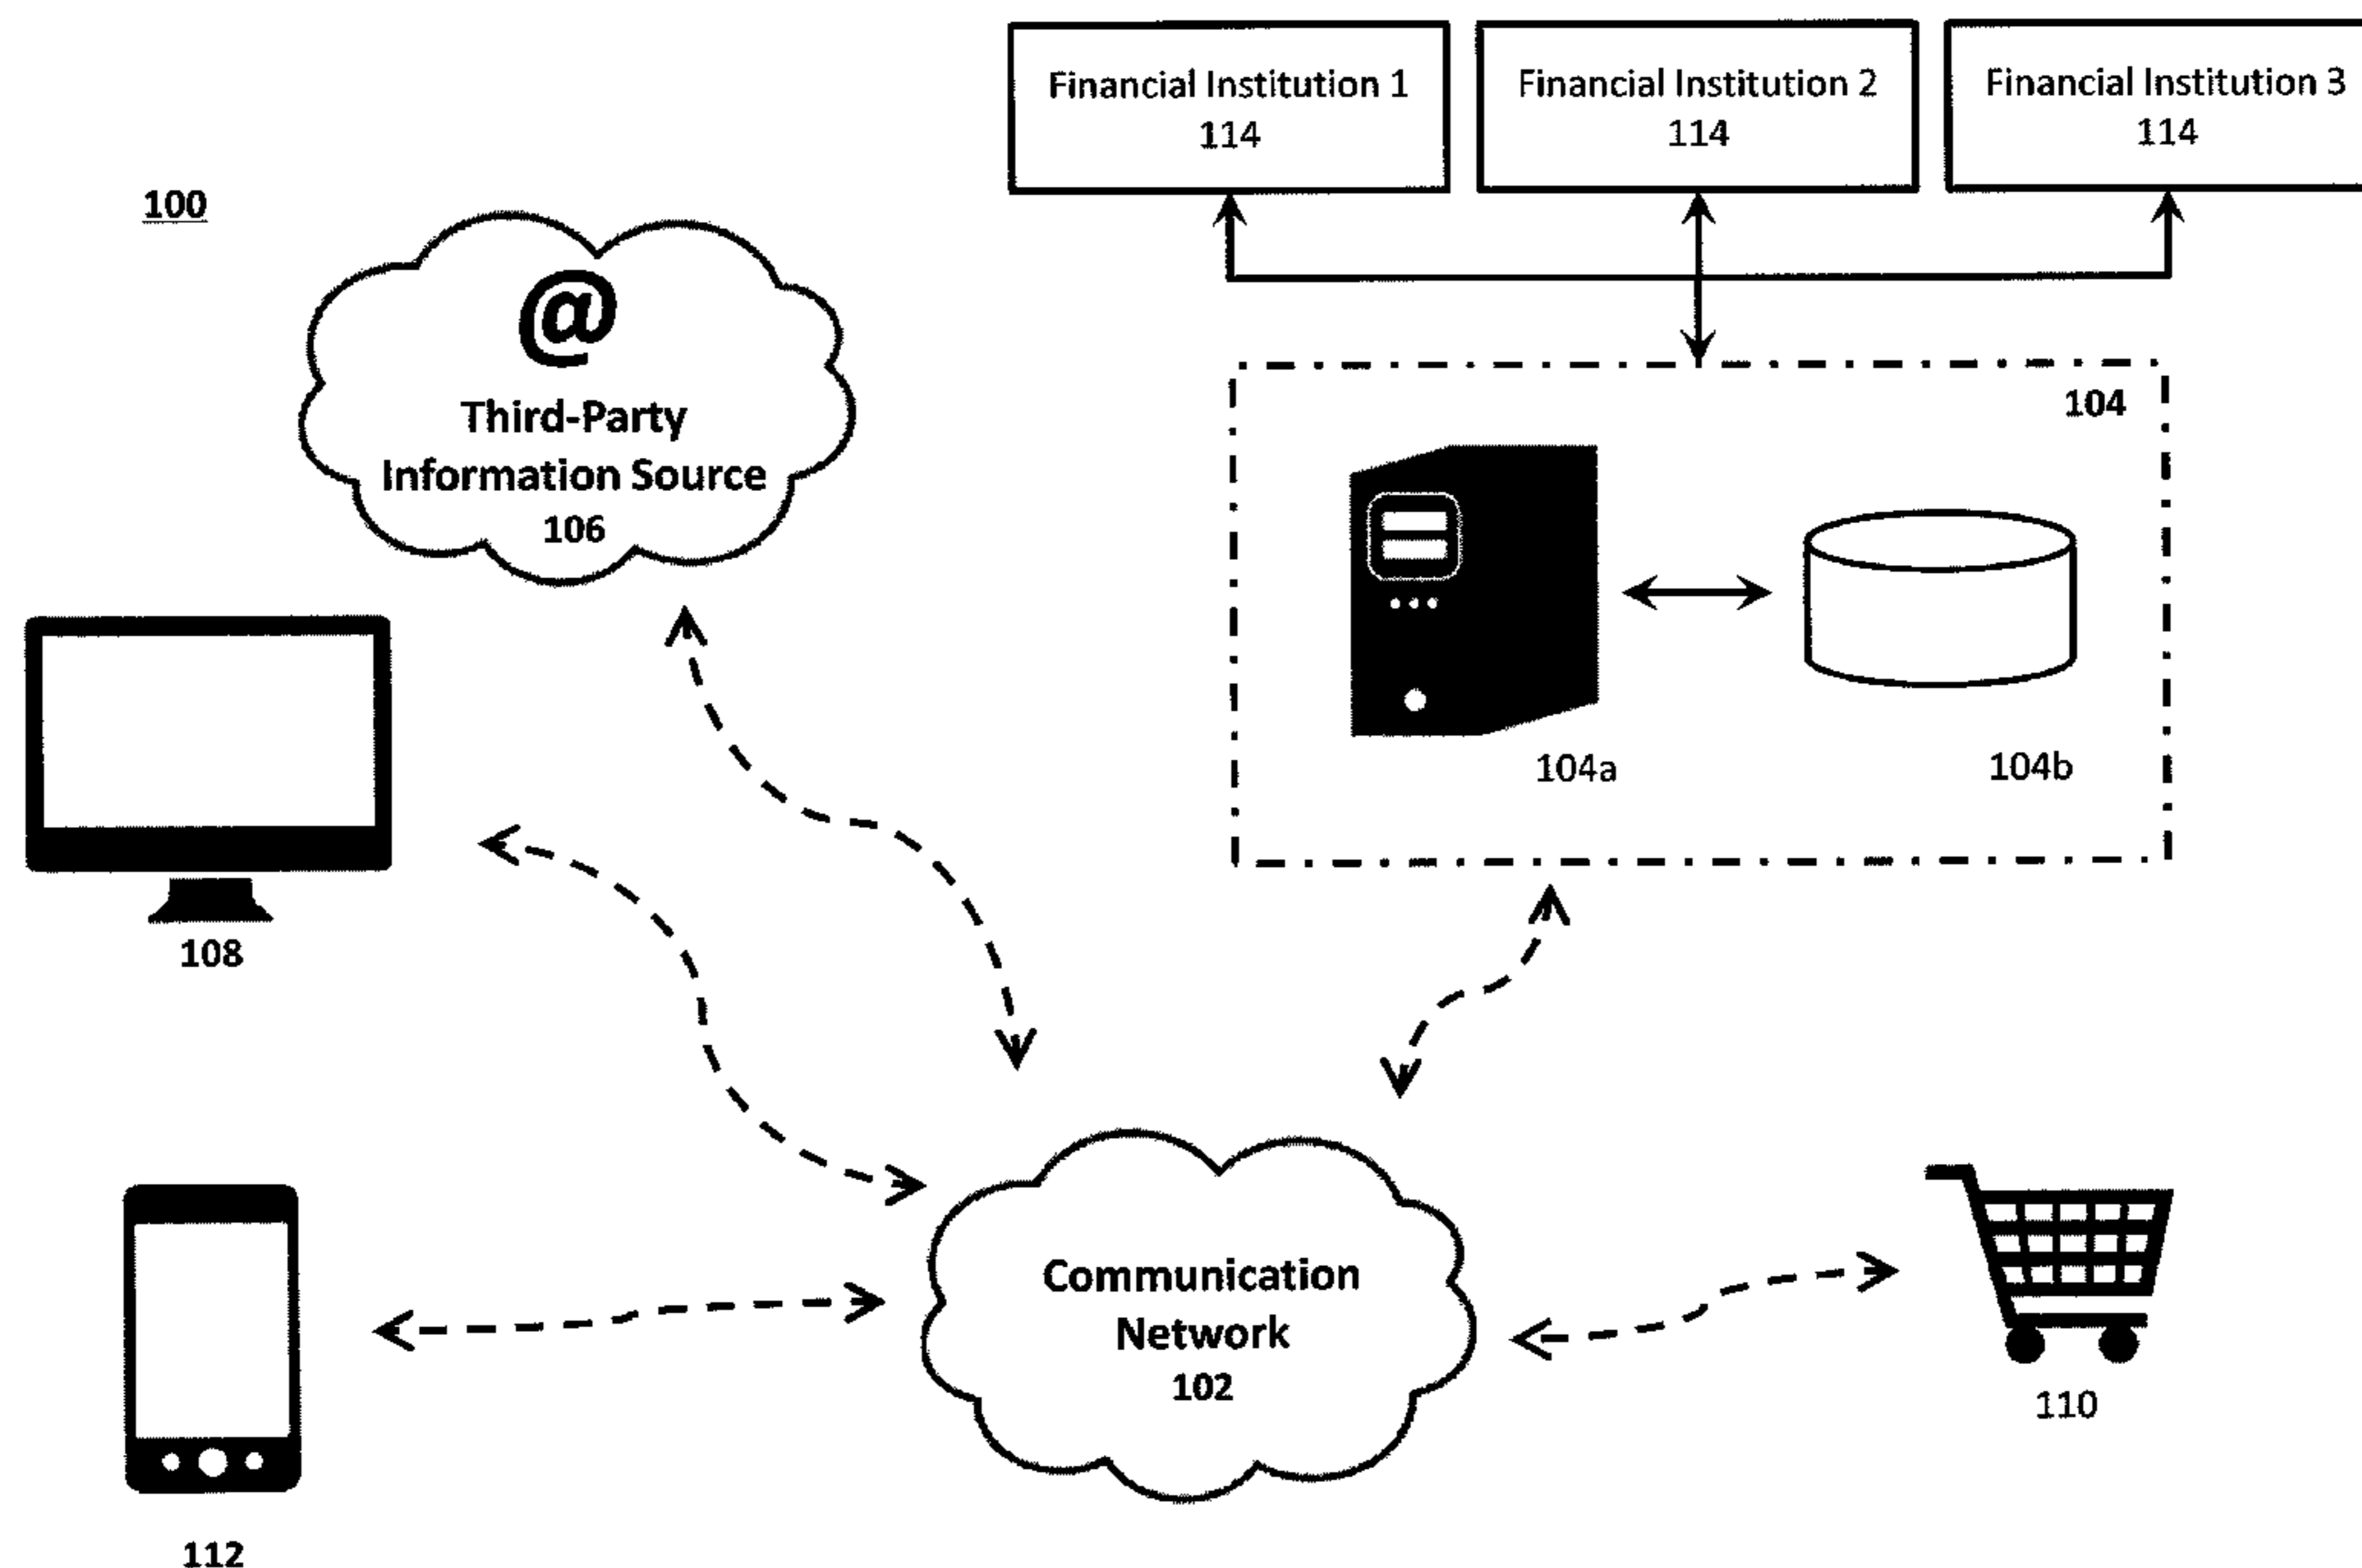 Financial Institution 1
114
Financial Institution 2
114
Financial Institution 3
114
100
@
Third-Party
Information Source
106
104
104a
104b
108
Communication
Network
102
110
112